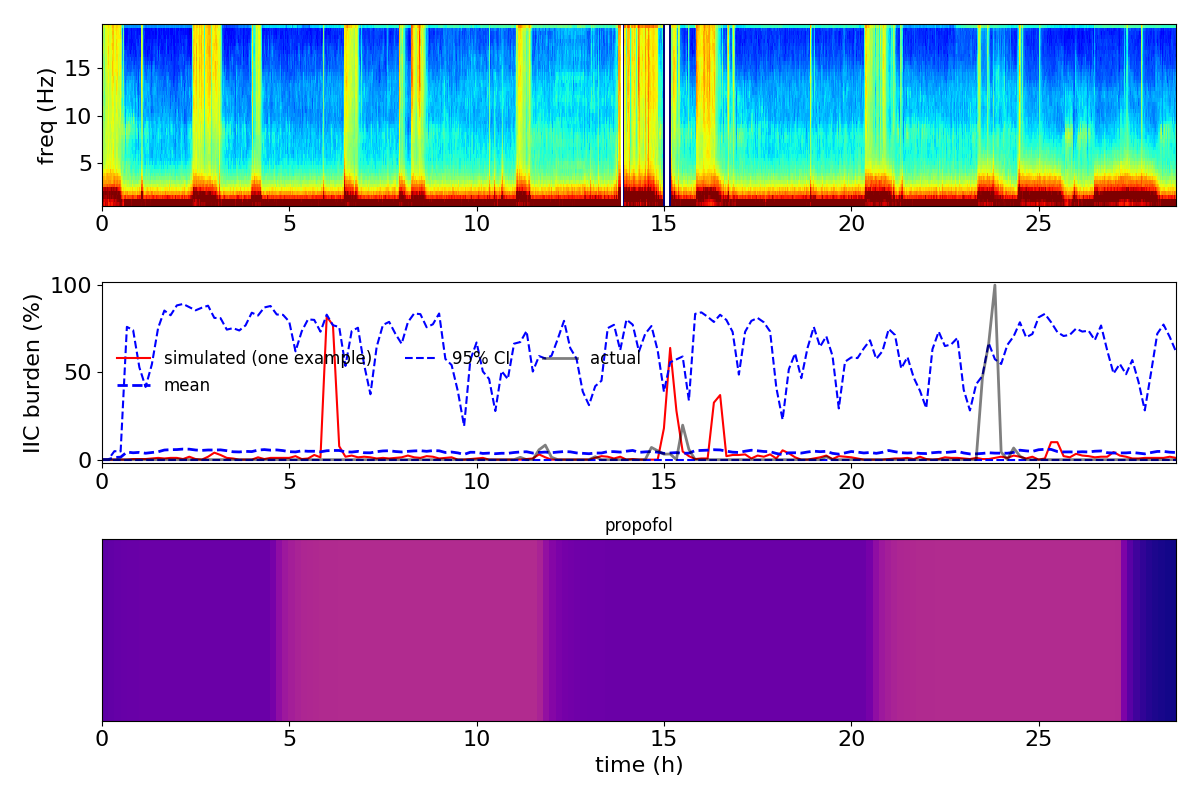 freq (Hz)
15
10
5
0 5 10 15 20 25
IIC burden (%)
100
50
0
simulated (one example) 95% CI actual
mean
0 5 10 15 20 25
propofol
0 5 10 15 20 25
time (h)